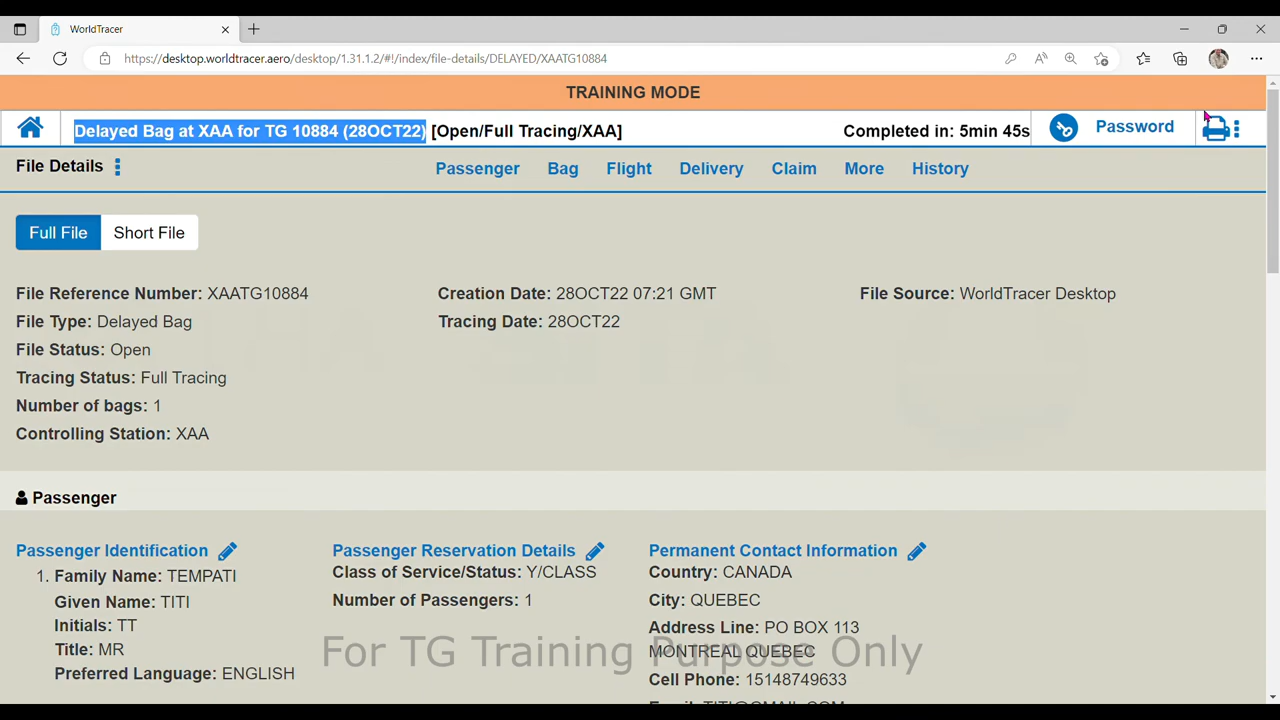 WorldTracer
https://desktop.worldtracer.aero/desktop/1.31.1.2/#!/index/file-details/DELAYED/XAATG10884
TRAINING MODE
Delayed Bag at XAA for TG 10884 (28OCT22) [Open/Full Tracing/XAA] Completed in: 5min 45s Password
File Details Passenger Bag Flight Delivery Claim More History
Full File Short File
File Reference Number: XAATG10884 Creation Date: 28OCT22 07:21 GMT File Source: WorldTracer Desktop
File Type: Delayed Bag Tracing Date: 28OCT22
File Status: Open
Tracing Status: Full Tracing
Number of bags: 1
Controlling Station: XAA
Passenger
Passenger Identification Passenger Reservation Details Permanent Contact Information
1. Family Name: TEMPATI Class of Service/Status: Y/CLASS Country: CANADA
Given Name: TITI Number of Passengers: 1 City: QUEBEC
Initials: TT Address Line: PO BOX 113
Title: MR MONTREAL QUEBEC
For TG Training Purpose Only
Preferred Language: ENGLISH Cell Phone: 15148749633
Email: TITI@GMAIL.COM